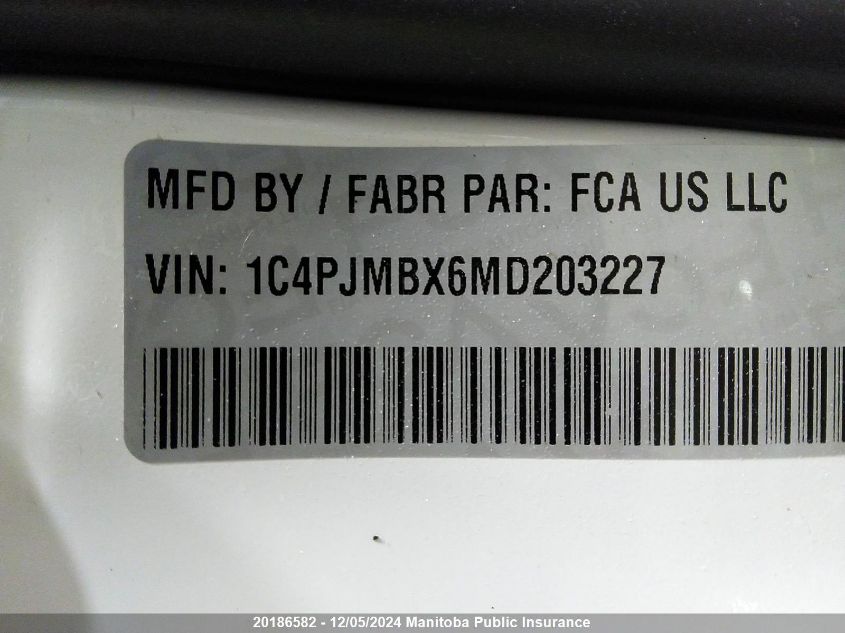 MFD BY / FABR PAR: FCA US LLC
VIN: 1C4PJMBX6MD203227
20186582 - 12/05/2024 Manitoba Public Insurance